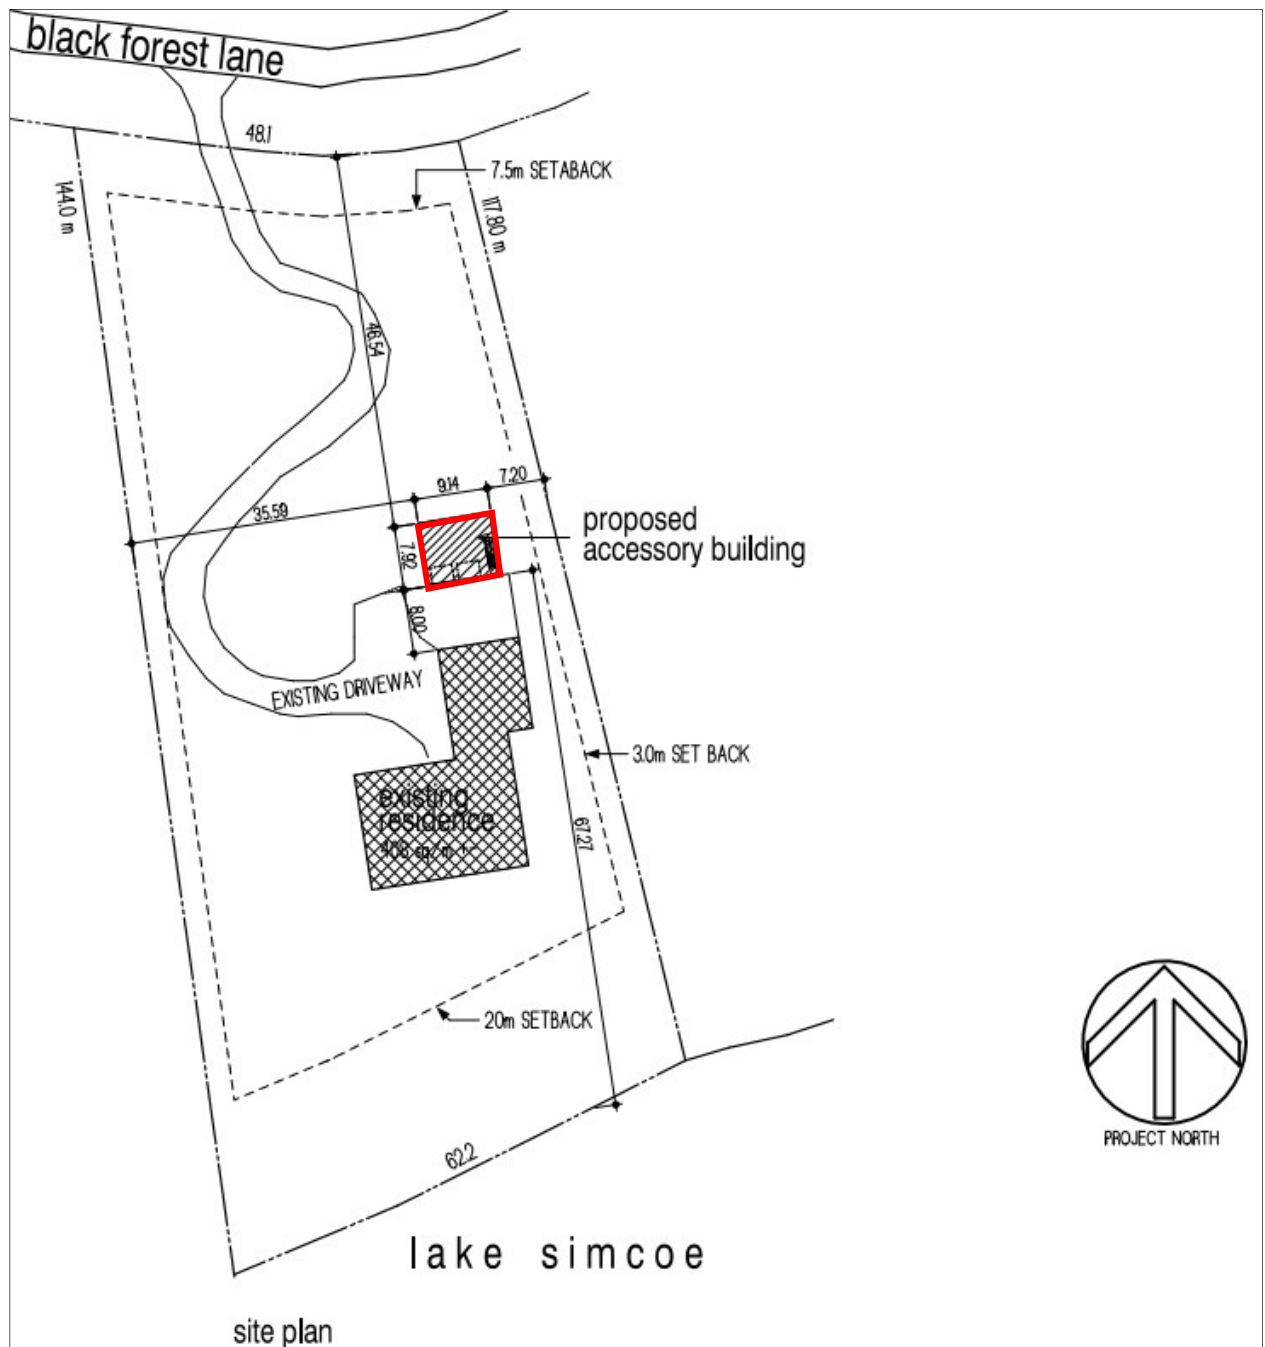 black forest lane
48.1
7.5m SETABACK
144.0 m
117.80 m
46.54
9.14
7.20
35.59
proposed
accessory building
7.92
8.00
EXISTING DRIVEWAY
3.0m SET BACK
existing
residence
408 sq/m +-
67.27
20m SETBACK
PROJECT NORTH
62.2
lake simcoe
site plan